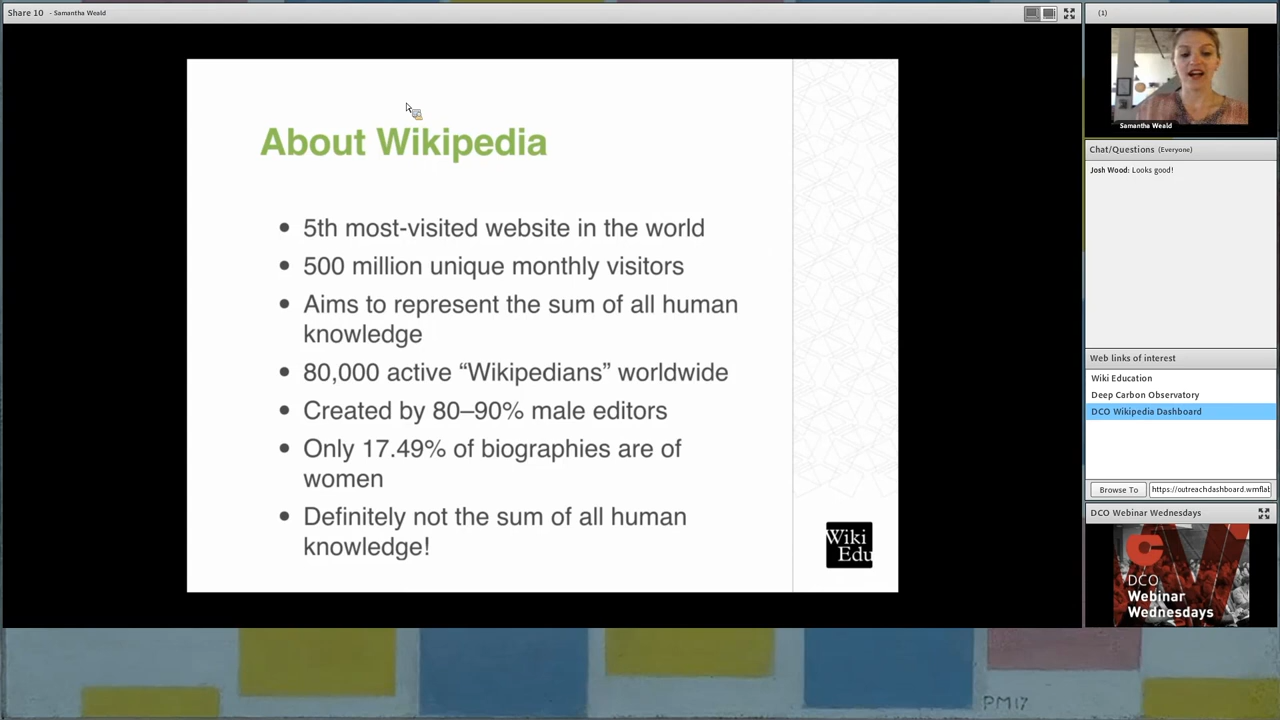 Share 10 - Samantha Weald
(1)
About Wikipedia
• 5th most-visited website in the world
• 500 million unique monthly visitors
• Aims to represent the sum of all human
knowledge
• 80,000 active “Wikipedians” worldwide
• Created by 80–90% male editors
• Only 17.49% of biographies are of
women
• Definitely not the sum of all human
knowledge!
Wiki
Edu
Samantha Weald
Chat/Questions (Everyone)
Josh Wood: Looks good!
Web links of interest
Wiki Education
Deep Carbon Observatory
DCO Wikipedia Dashboard
Browse To https://outreachdashboard.wmflab
DCO Webinar Wednesdays
DCO
Webinar
Wednesdays
PM17